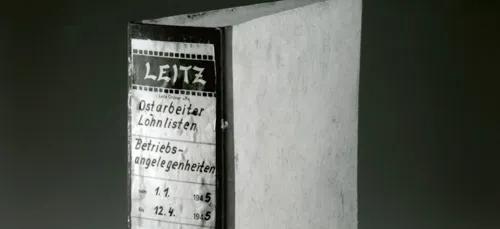 LEITZ
Ostarbeiter
Lohnlisten
Betriebs-
angelegenheiten
1.1. 1945
12.4. 1945